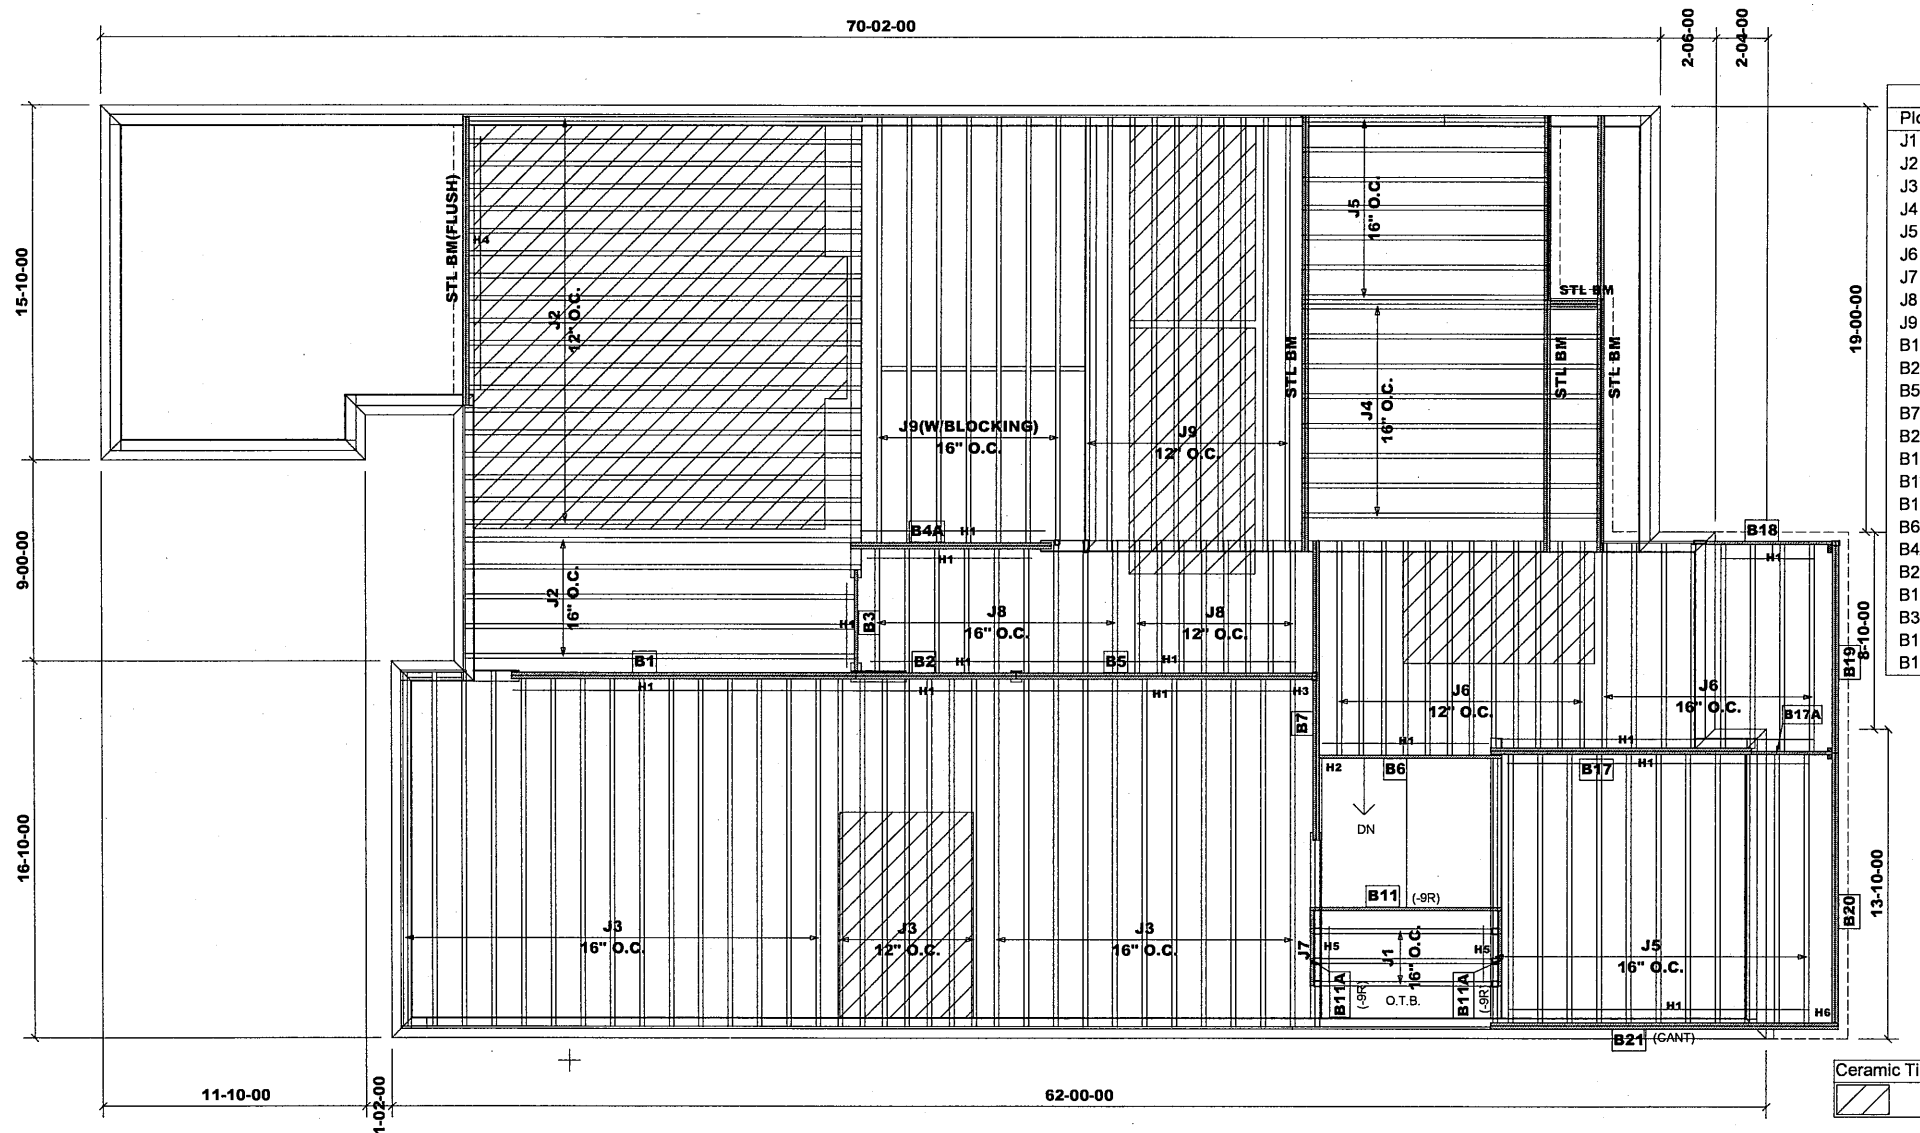 70-02-00
2-06-00
2-04-00
15-10-00
9-00-00
16-10-00
11-10-00
1-02-00
62-00-00
19-00-00
8-10-00
13-10-00
STL BM(FLUSH)
H4
J2
12" O.C.
J2
16" O.C.
J9(W/BLOCKING)
16" O.C.
J9
12" O.C.
STL BM
J5
16" O.C.
J4
16" O.C.
STL BM
STL BM
STL BM
B4A
H1
H1
B3
H1
J8
16" O.C.
J8
12" O.C.
B1
H1
B2
H1
H1
B5
H1
H1
H3
B7
J6
12" O.C.
J6
16" O.C.
B18
H1
B19
B17A
H1
H1
H2
B6
B17
H1
DN
B11
(-9R)
J3
16" O.C.
J3
12" O.C.
J3
16" O.C.
J7
H5
J1
16" O.C.
H5
B11A
(-9R)
O.T.B.
B11A
(-9R)
J5
16" O.C.
B20
H1
H6
B21
(CANT)
J1
J2
J3
J4
J5
J6
J7
J8
J9
B1
B2
B5
B7
B2
B1
B1
B1
B6
B4
B2
B1
B3
B1
B1
Ceramic Ti